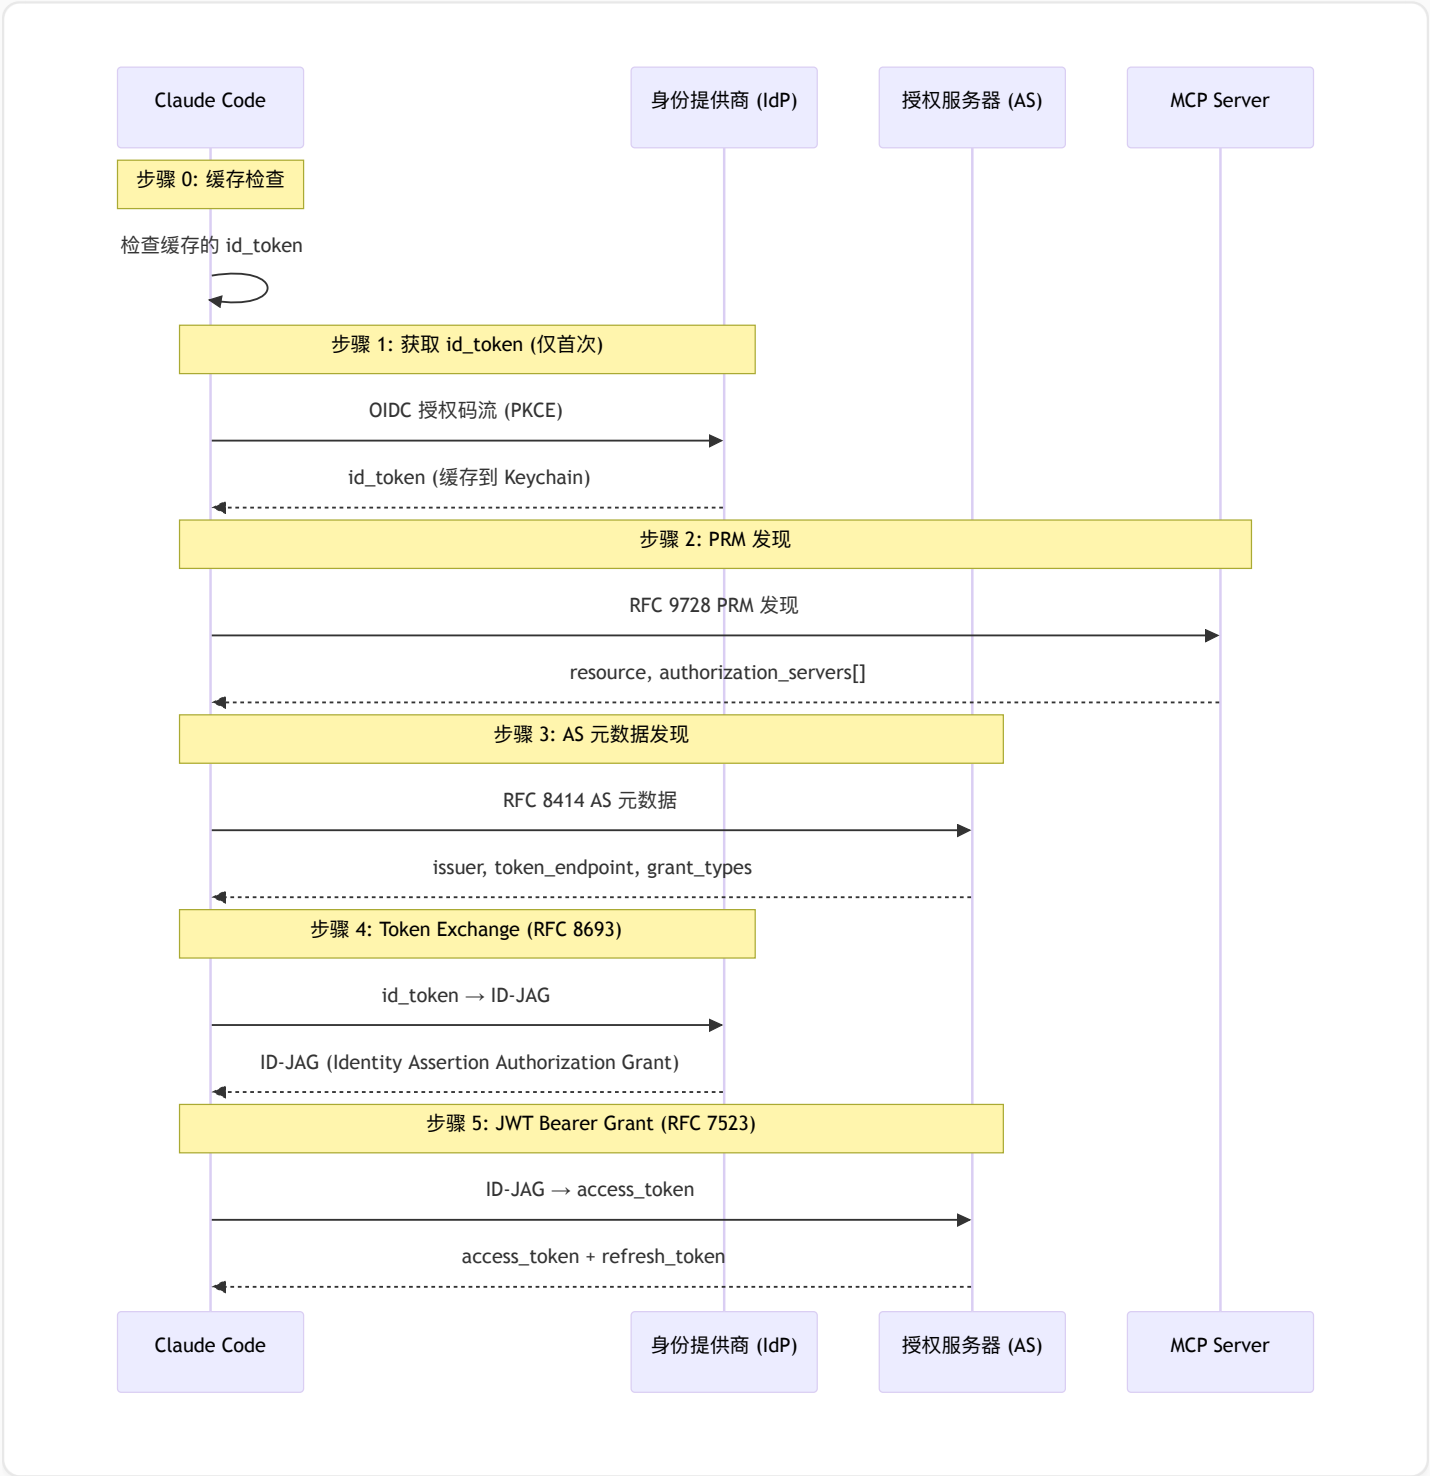 Claude Code
身份提供商 (IdP)
授权服务器 (AS)
MCP Server
步骤 0: 缓存检查
检查缓存的 id_token
步骤 1: 获取 id_token (仅首次)
OIDC 授权码流 (PKCE)
id_token (缓存到 Keychain)
步骤 2: PRM 发现
RFC 9728 PRM 发现
resource, authorization_servers[]
步骤 3: AS 元数据发现
RFC 8414 AS 元数据
issuer, token_endpoint, grant_types
步骤 4: Token Exchange (RFC 8693)
id_token → ID-JAG
ID-JAG (Identity Assertion Authorization Grant)
步骤 5: JWT Bearer Grant (RFC 7523)
ID-JAG → access_token
access_token + refresh_token
Claude Code
身份提供商 (IdP)
授权服务器 (AS)
MCP Server